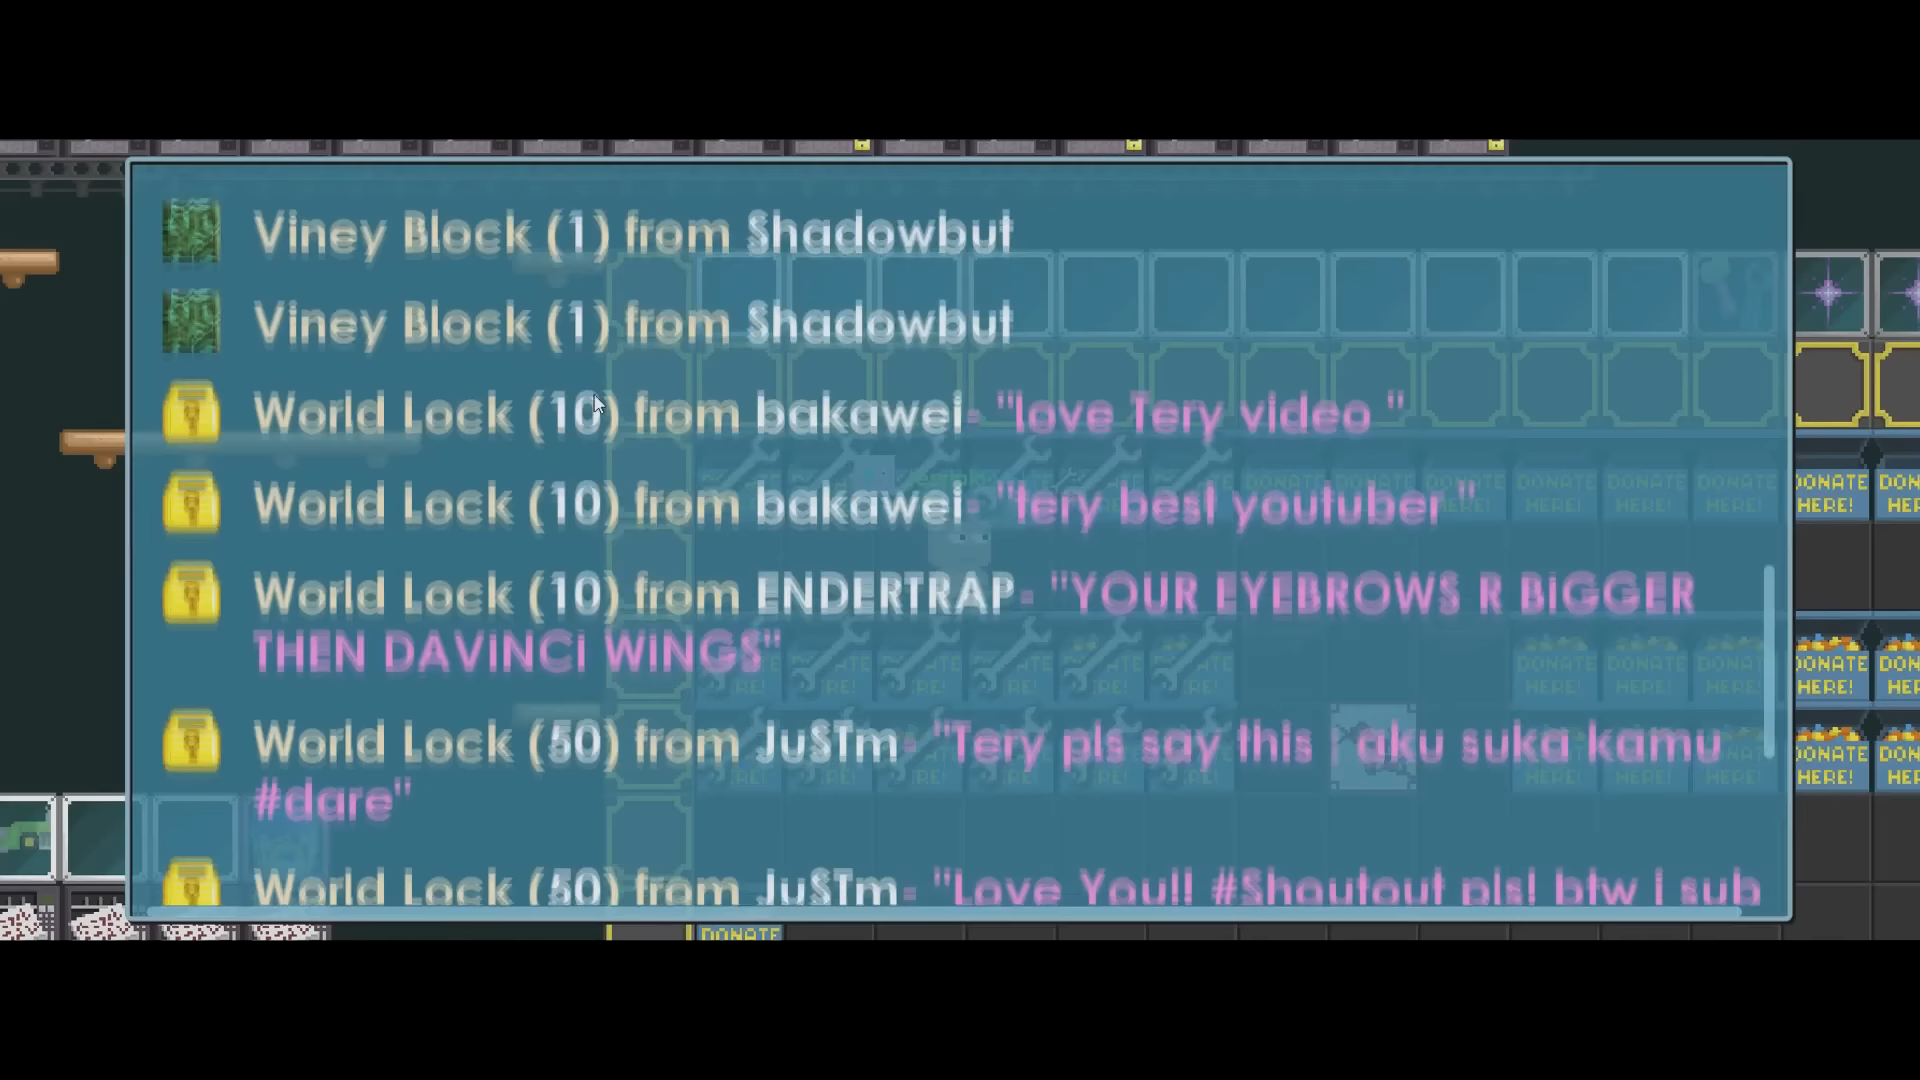 Viney Block (1) from Shadowbut
Viney Block (1) from Shadowbut
World Lock (10) from bakawei- "love Tery video "
World Lock (10) from bakawei- "tery best youtuber "
World Lock (10) from ENDERTRAP- "YOUR EYEBROWS R BiGGER
THEN DAViNCi WiNGS"
World Lock (50) from JuSTm- "Tery pls say this | aku suka kamu
#dare"
World Lock (50) from JuSTm- "Love You!! #Shoutout pls! btw i sub
DONATE HERE!
DONATE HERE!
DONATE HERE!
DONATE